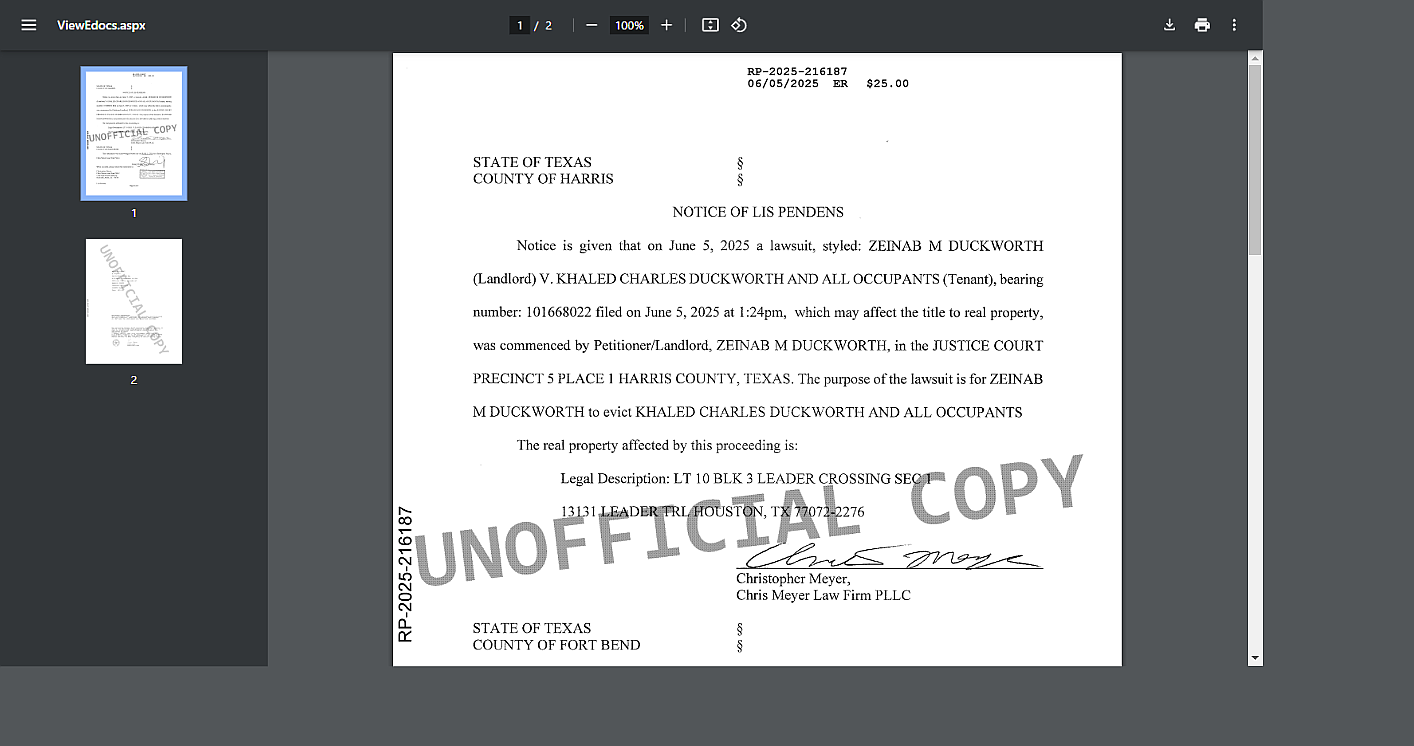 ViewEdocs.aspx
1 / 2
100%
1
2
RP-2025-216187
06/05/2025 ER $25.00
STATE OF TEXAS §
COUNTY OF HARRIS §
NOTICE OF LIS PENDENS
Notice is given that on June 5, 2025 a lawsuit, styled: ZEINAB M DUCKWORTH
(Landlord) V. KHALED CHARLES DUCKWORTH AND ALL OCCUPANTS (Tenant), bearing
number: 101668022 filed on June 5, 2025 at 1:24pm, which may affect the title to real property,
was commenced by Petitioner/Landlord, ZEINAB M DUCKWORTH, in the JUSTICE COURT
PRECINCT 5 PLACE 1 HARRIS COUNTY, TEXAS. The purpose of the lawsuit is for ZEINAB
M DUCKWORTH to evict KHALED CHARLES DUCKWORTH AND ALL OCCUPANTS
The real property affected by this proceeding is:
Legal Description: LT 10 BLK 3 LEADER CROSSING SEC 1
13131 LEADER TRL HOUSTON, TX 77072-2276
UNOFFICIAL COPY
RP-2025-216187
Christopher Meyer,
Chris Meyer Law Firm PLLC
STATE OF TEXAS §
COUNTY OF FORT BEND §
UNOFFICIAL COPY
UNOFFICIAL COPY